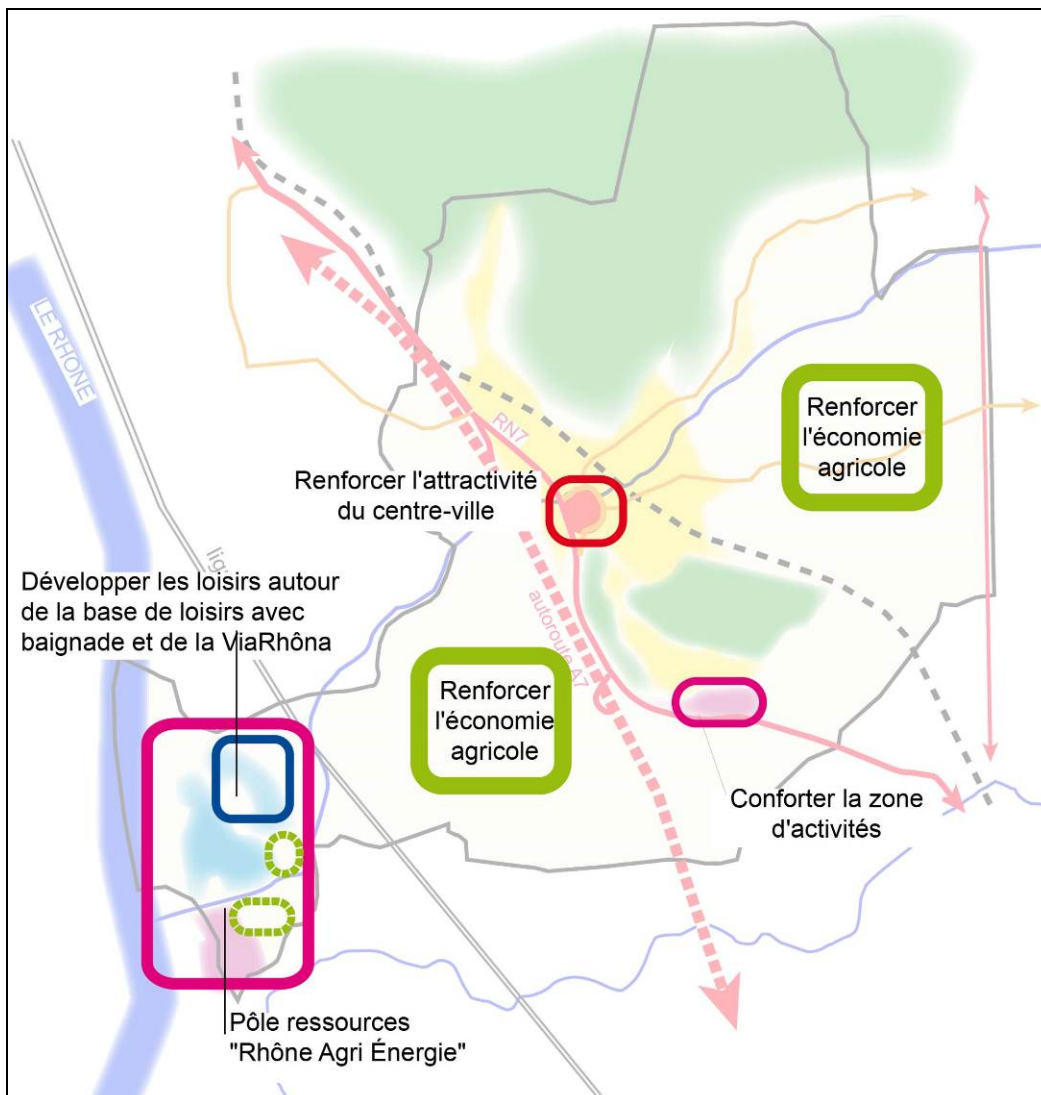 LE RHONE
RN7
Renforcer
l'économie
agricole
Renforcer l'attractivité
du centre-ville
Développer les loisirs autour
de la base de loisirs avec
baignade et de la ViaRhôna
autoroute A7
Renforcer
l'économie
agricole
Conforter la zone
d'activités
Pôle ressources
"Rhône Agri Énergie"